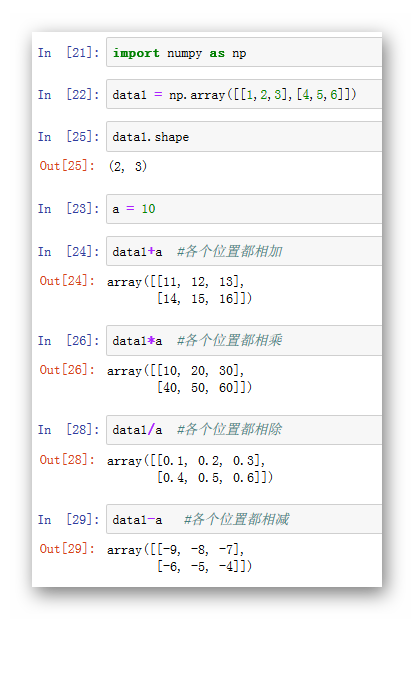 In [21]: import numpy as np
In [22]: data1 = np.array([[1,2,3],[4,5,6]])
In [25]: data1.shape
Out[25]: (2, 3)
In [23]: a = 10
In [24]: data1+a #各个位置都相加
Out[24]: array([[11, 12, 13],
[14, 15, 16]])
In [26]: data1*a #各个位置都相乘
Out[26]: array([[10, 20, 30],
[40, 50, 60]])
In [28]: data1/a #各个位置都相除
Out[28]: array([[0.1, 0.2, 0.3],
[0.4, 0.5, 0.6]])
In [29]: data1-a #各个位置都相减
Out[29]: array([[-9, -8, -7],
[-6, -5, -4]])